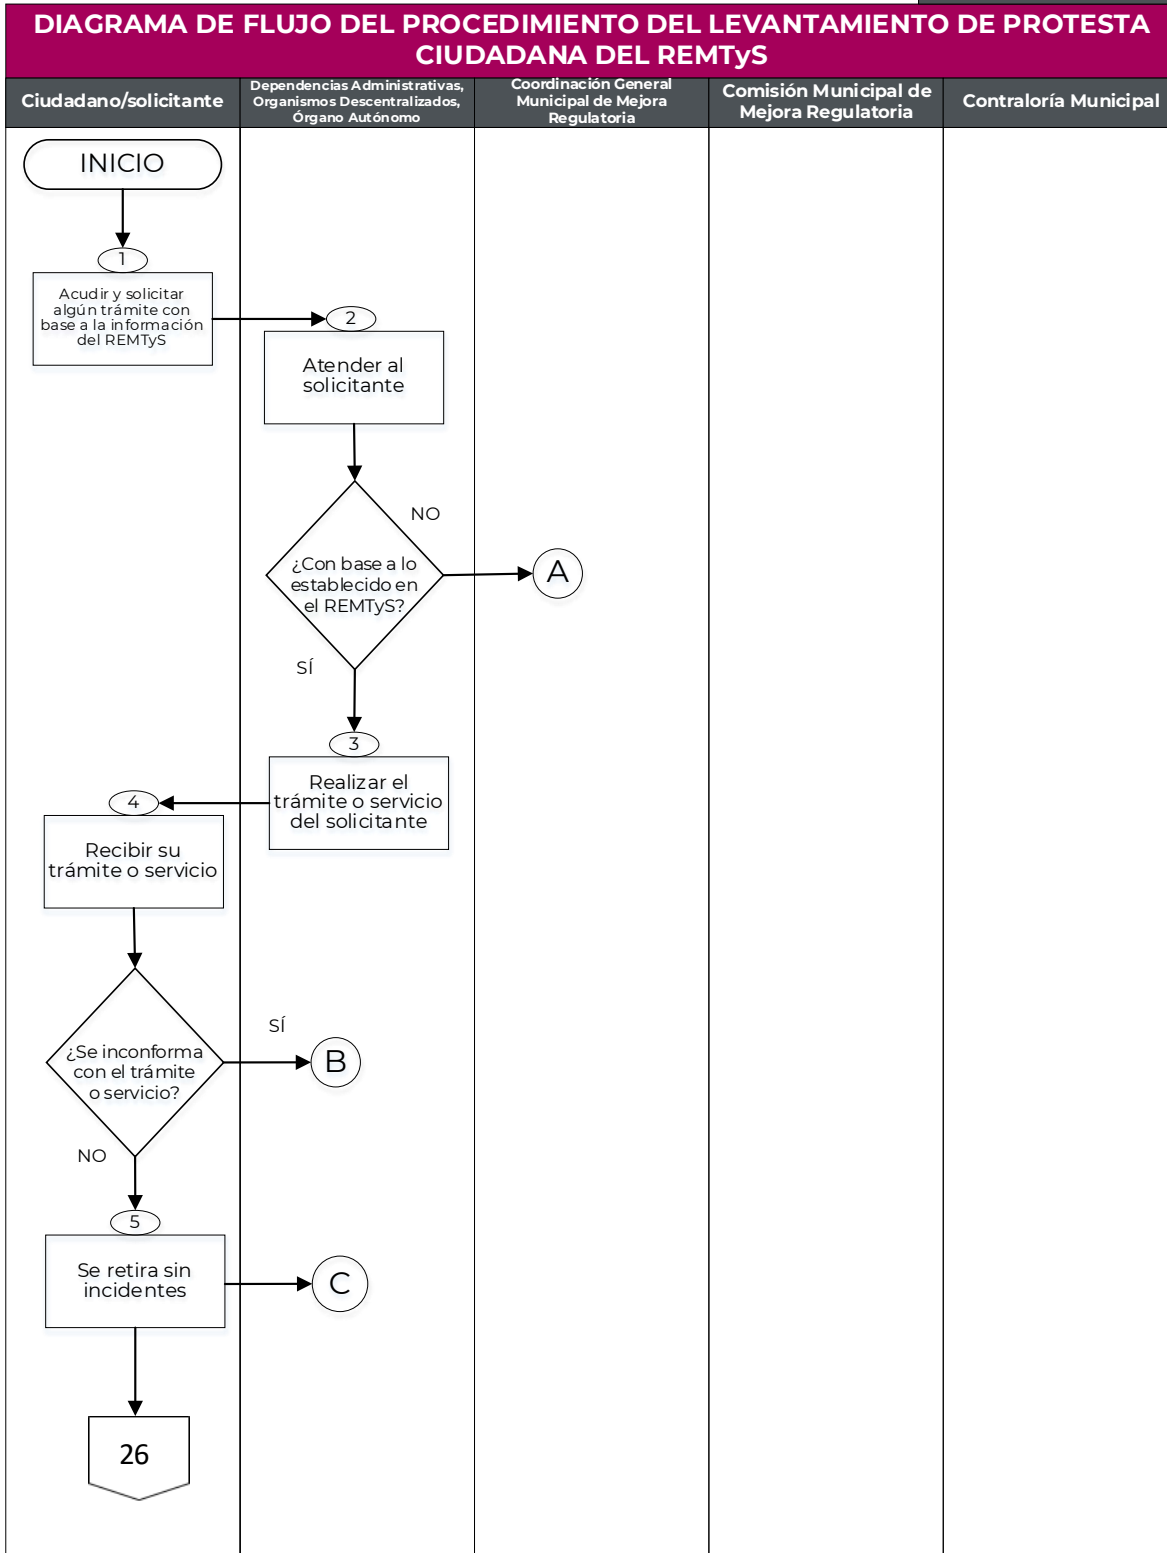 DIAGRAMA DE FLUJO DEL PROCEDIMIENTO DEL LEVANTAMIENTO DE PROTESTA
CIUDADANA DEL REMTyS
Ciudadano/solicitante
Dependencias Administrativas,
Organismos Descentralizados,
Órgano Autónomo
Coordinación General
Municipal de Mejora
Regulatoria
Comisión Municipal de
Mejora Regulatoria
Contraloría Municipal
INICIO
1
Acudir y solicitar
algún trámite con
base a la información
del REMTyS
2
Atender al
solicitante
NO
¿Con base a lo
establecido en
el REMTyS?
A
SÍ
3
Realizar el
trámite o servicio
del solicitante
4
Recibir su
trámite o servicio
SÍ
¿Se inconforma
con el trámite
o servicio?
B
NO
5
Se retira sin
incidentes
C
26